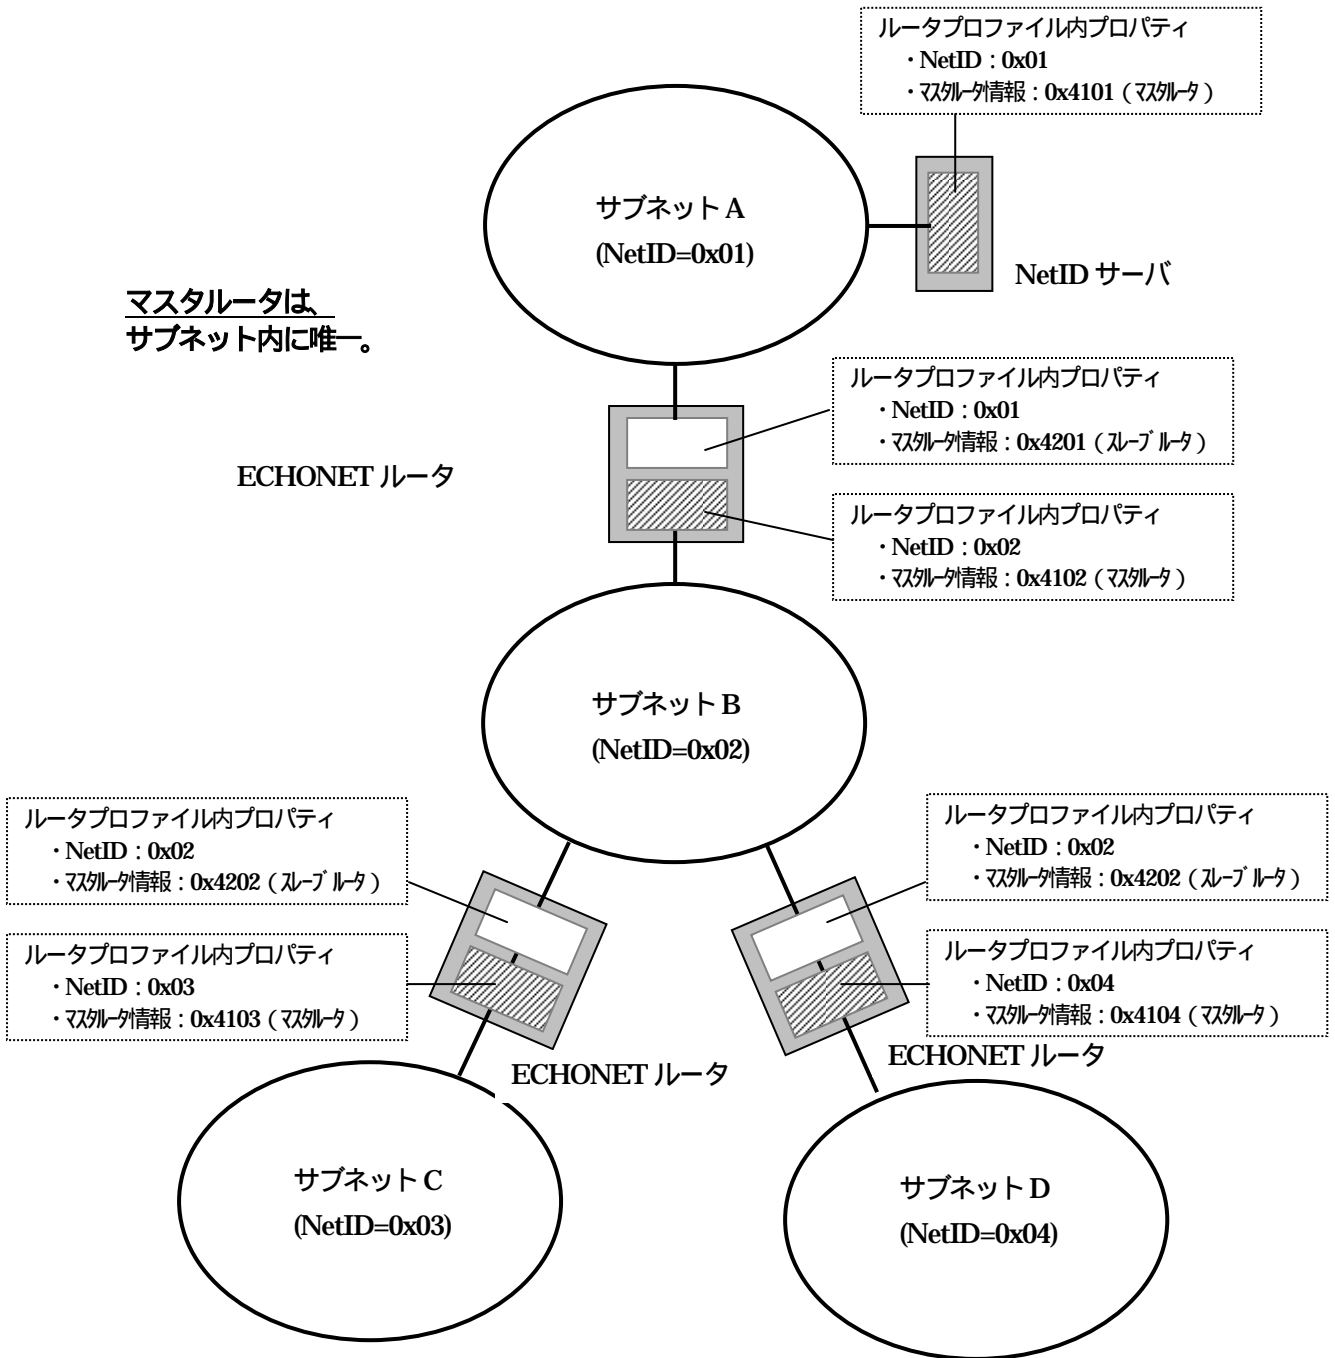 ルータプロファイル内プロパティ
・NetID：0x01
・ﾏｽﾀﾙｰﾀ情報：0x4101（ﾏｽﾀﾙｰﾀ）
サブネット A
(NetID=0x01)
NetID サーバ
マスタルータは、
サブネット内に唯一。
ルータプロファイル内プロパティ
・NetID：0x01
・ﾏｽﾀﾙｰﾀ情報：0x4201（ｽﾚｰﾌﾞﾙｰﾀ）
ECHONET ルータ
ルータプロファイル内プロパティ
・NetID：0x02
・ﾏｽﾀﾙｰﾀ情報：0x4102（ﾏｽﾀﾙｰﾀ）
サブネット B
(NetID=0x02)
ルータプロファイル内プロパティ
・NetID：0x02
・ﾏｽﾀﾙｰﾀ情報：0x4202（ｽﾚｰﾌﾞﾙｰﾀ）
ルータプロファイル内プロパティ
・NetID：0x02
・ﾏｽﾀﾙｰﾀ情報：0x4202（ｽﾚｰﾌﾞﾙｰﾀ）
ルータプロファイル内プロパティ
・NetID：0x03
・ﾏｽﾀﾙｰﾀ情報：0x4103（ﾏｽﾀﾙｰﾀ）
ルータプロファイル内プロパティ
・NetID：0x04
・ﾏｽﾀﾙｰﾀ情報：0x4104（ﾏｽﾀﾙｰﾀ）
ECHONET ルータ
ECHONET ルータ
サブネット C
(NetID=0x03)
サブネット D
(NetID=0x04)